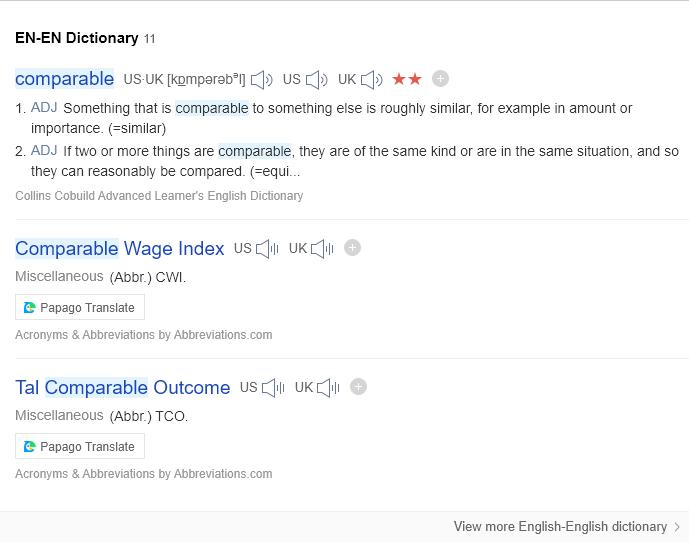 EN-EN Dictionary 11
comparable US·UK [kɒmpərəbᵊl] US UK
1. ADJ Something that is comparable to something else is roughly similar, for example in amount or
importance. (=similar)
2. ADJ If two or more things are comparable, they are of the same kind or are in the same situation, and so
they can reasonably be compared. (=equi...
Collins Cobuild Advanced Learner's English Dictionary
Comparable Wage Index US UK
Miscellaneous (Abbr.) CWI.
Papago Translate
Acronyms & Abbreviations by Abbreviations.com
Tal Comparable Outcome US UK
Miscellaneous (Abbr.) TCO.
Papago Translate
Acronyms & Abbreviations by Abbreviations.com
View more English-English dictionary